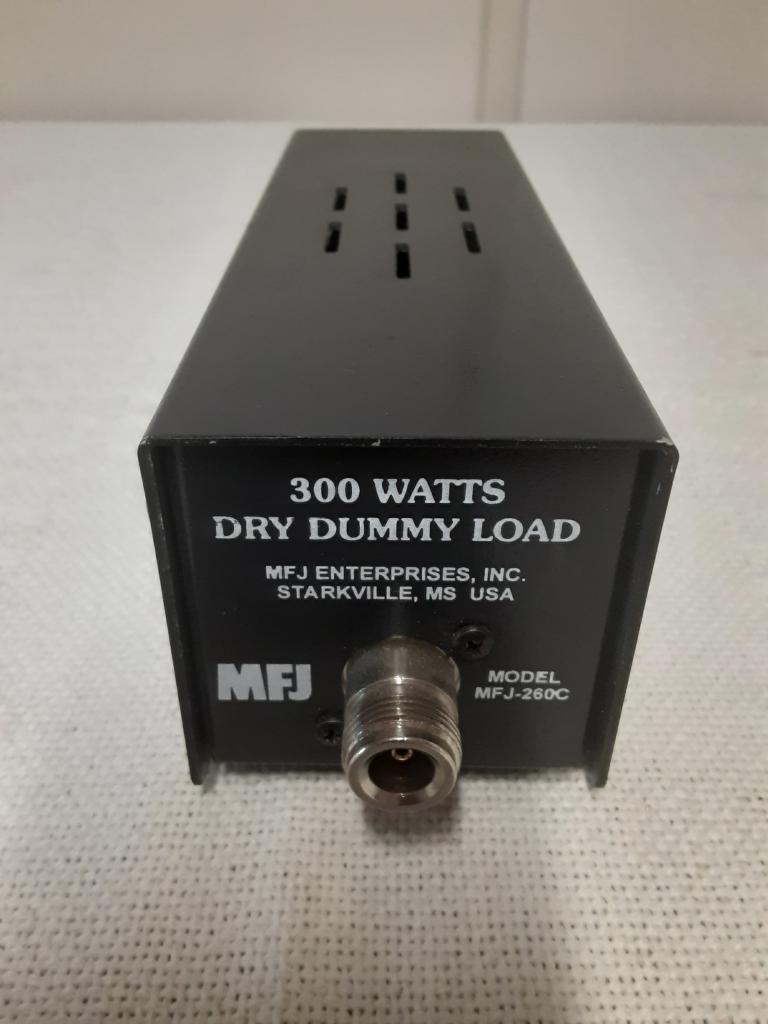 300 WATTS
DRY DUMMY LOAD
MFJ ENTERPRISES, INC.
STARKVILLE, MS USA
MFJ
MODEL
MFJ-260C